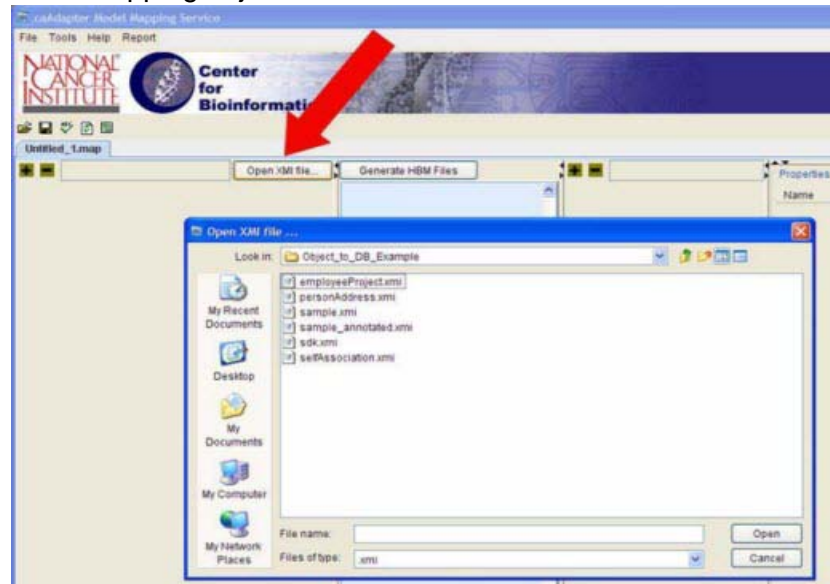 caAdapter Model Mapping Service
File Tools Help Report
NATIONAL
CANCER
INSTITUTE
Center
for
Bioinformati
Untitled_1.map
Open XMI file...
Generate HBM Files
Properties
Name
Open XMI file ...
Look in:
Object_to_DB_Example
employeeProject.xmi
personAddress.xmi
sample.xmi
sample_annotated.xmi
sdk.xmi
selfAssociation.xmi
My Recent
Documents
Desktop
My
Documents
My Computer
My Network
Places
File name:
Open
Files of type:
.xmi
Cancel